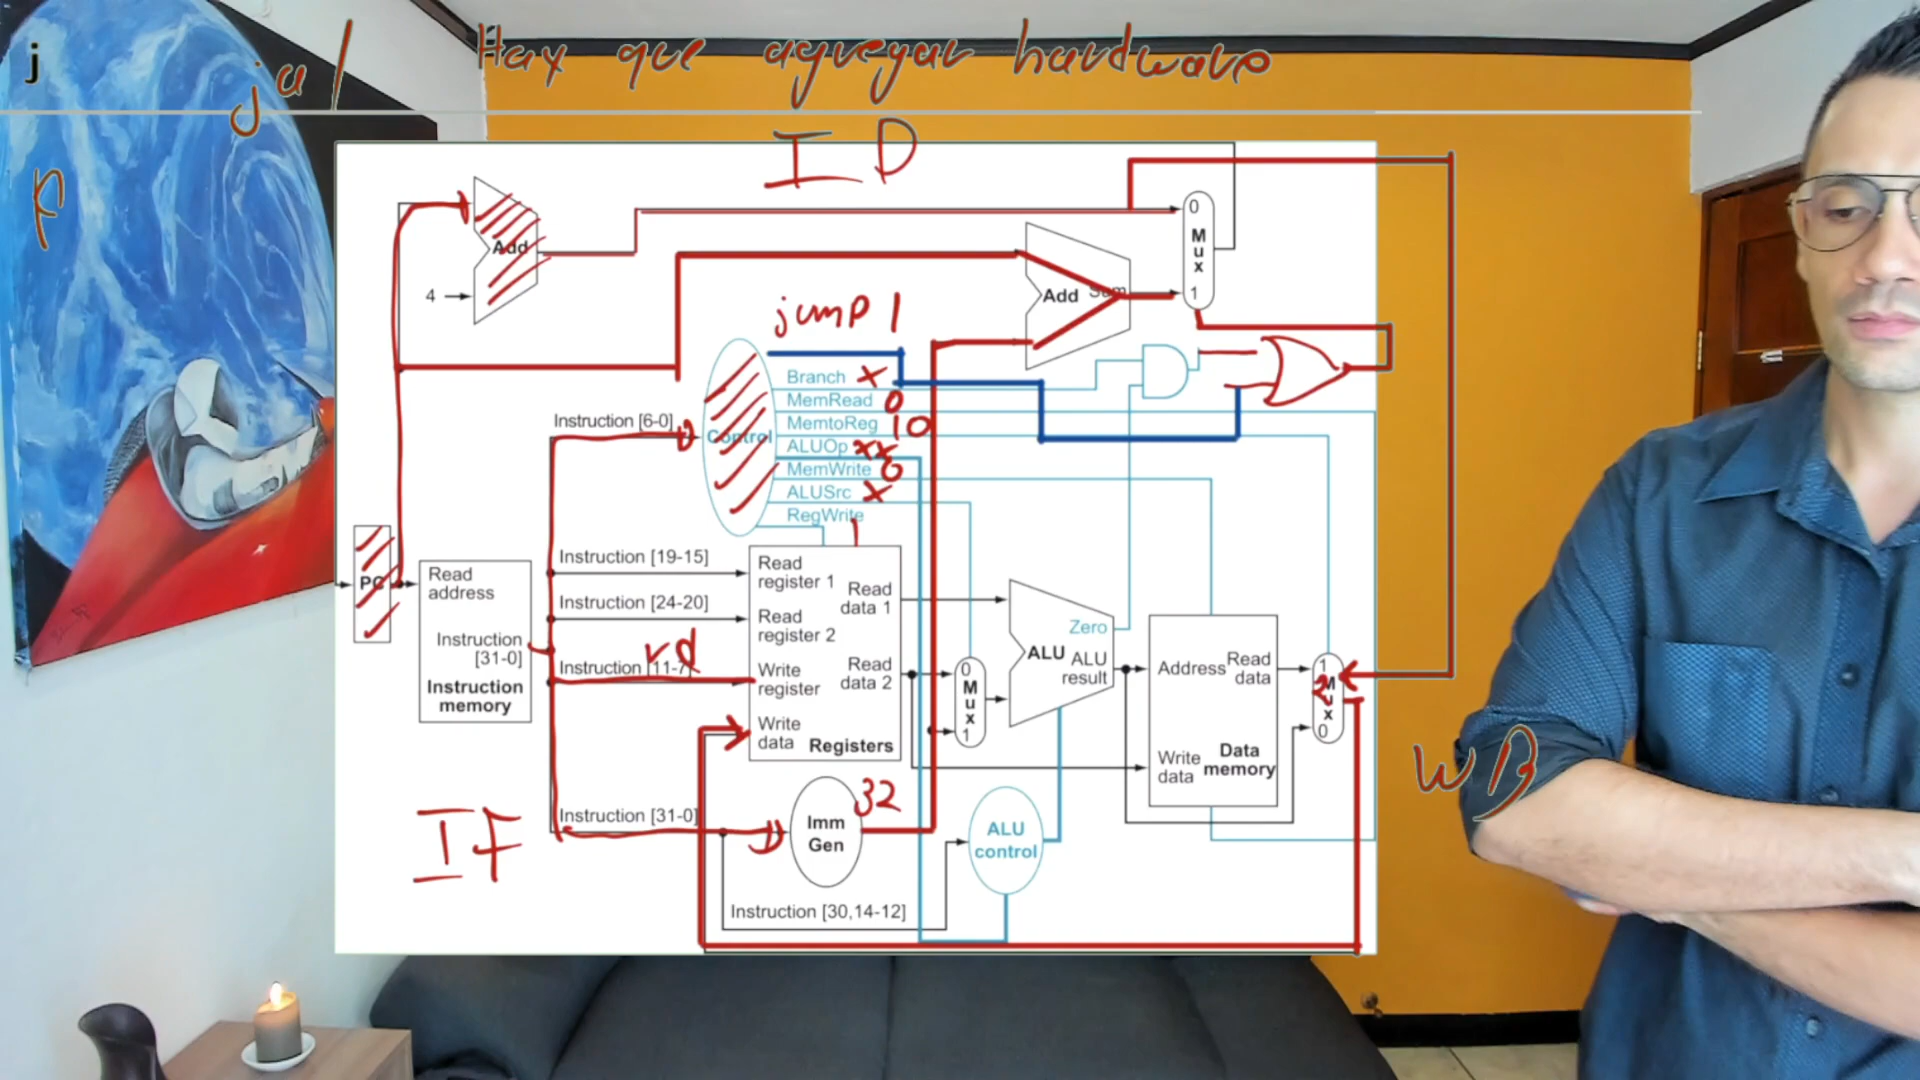 j
jal Hay que agregar hardware
F
ID
Add
4
0
Mux
1
Add Sum
jump 1
Branch x
MemRead 0
MemtoReg 10
ALUOp xx
MemWrite 0
ALUSrc x
RegWrite
1
Control
Instruction [6-0]
PC
Read address
Instruction [31-0]
Instruction memory
Instruction [19-15]
Instruction [24-20]
rd
Instruction [11-7]
Read register 1
Read register 2
Write register
Write data
Read data 1
Read data 2
Registers
0
Mux
1
Zero
ALU
ALU result
Address
Read data
Write data
Data memory
1
2
Mux
0
WB
IF
Instruction [31-0]
Imm Gen
32
ALU control
Instruction [30,14-12]